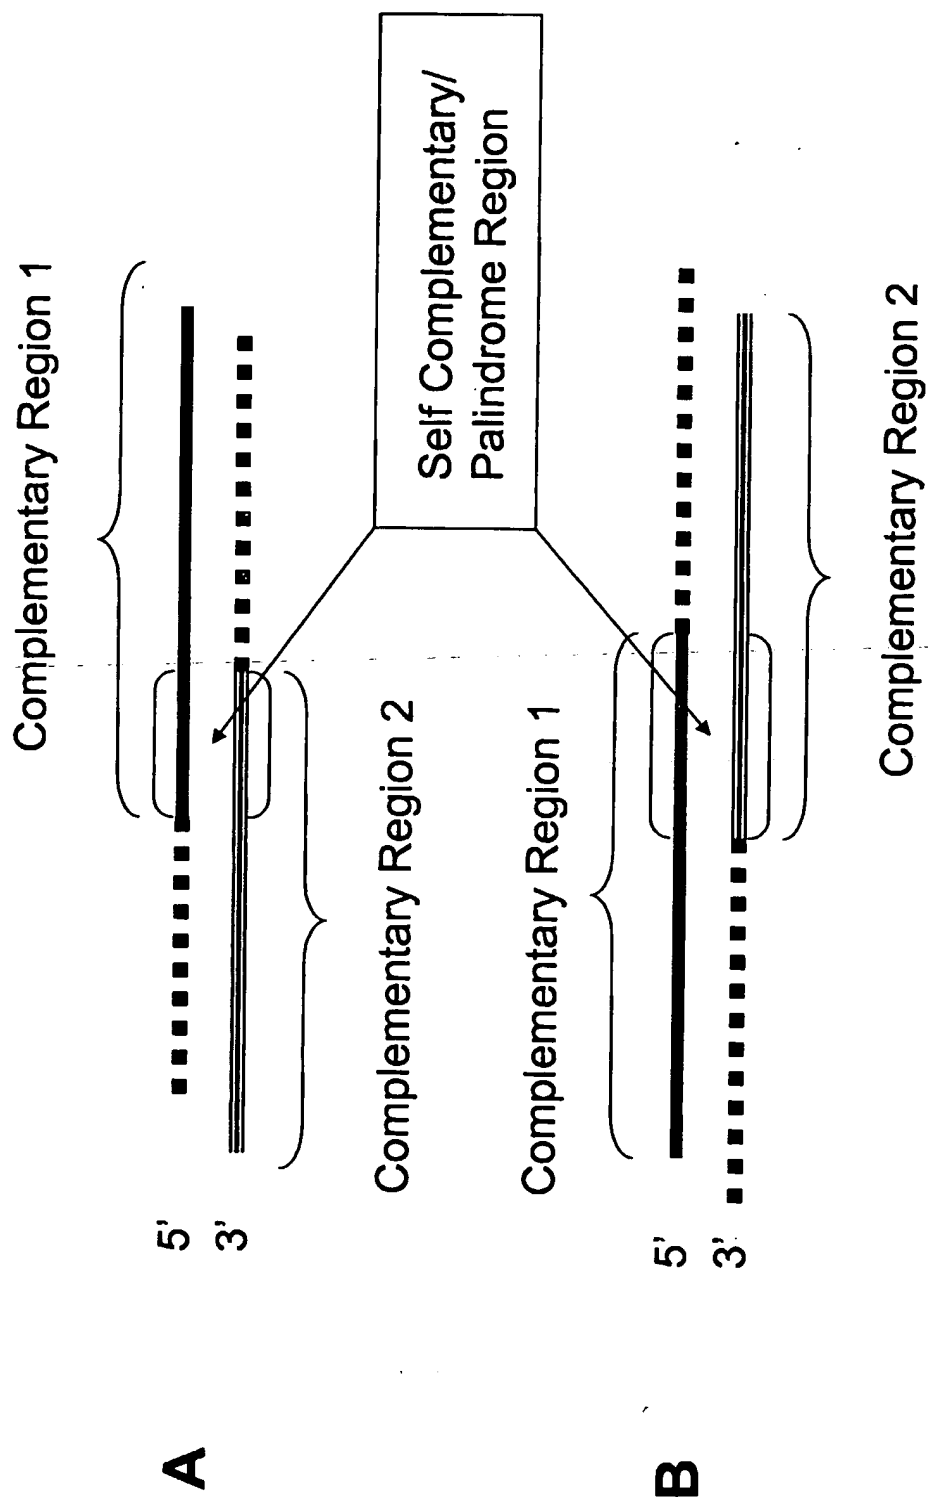 A
5'
3'
Complementary Region 1
Complementary Region 2
Self Complementary/
Palindrome Region
B
5'
3'
Complementary Region 1
Complementary Region 2